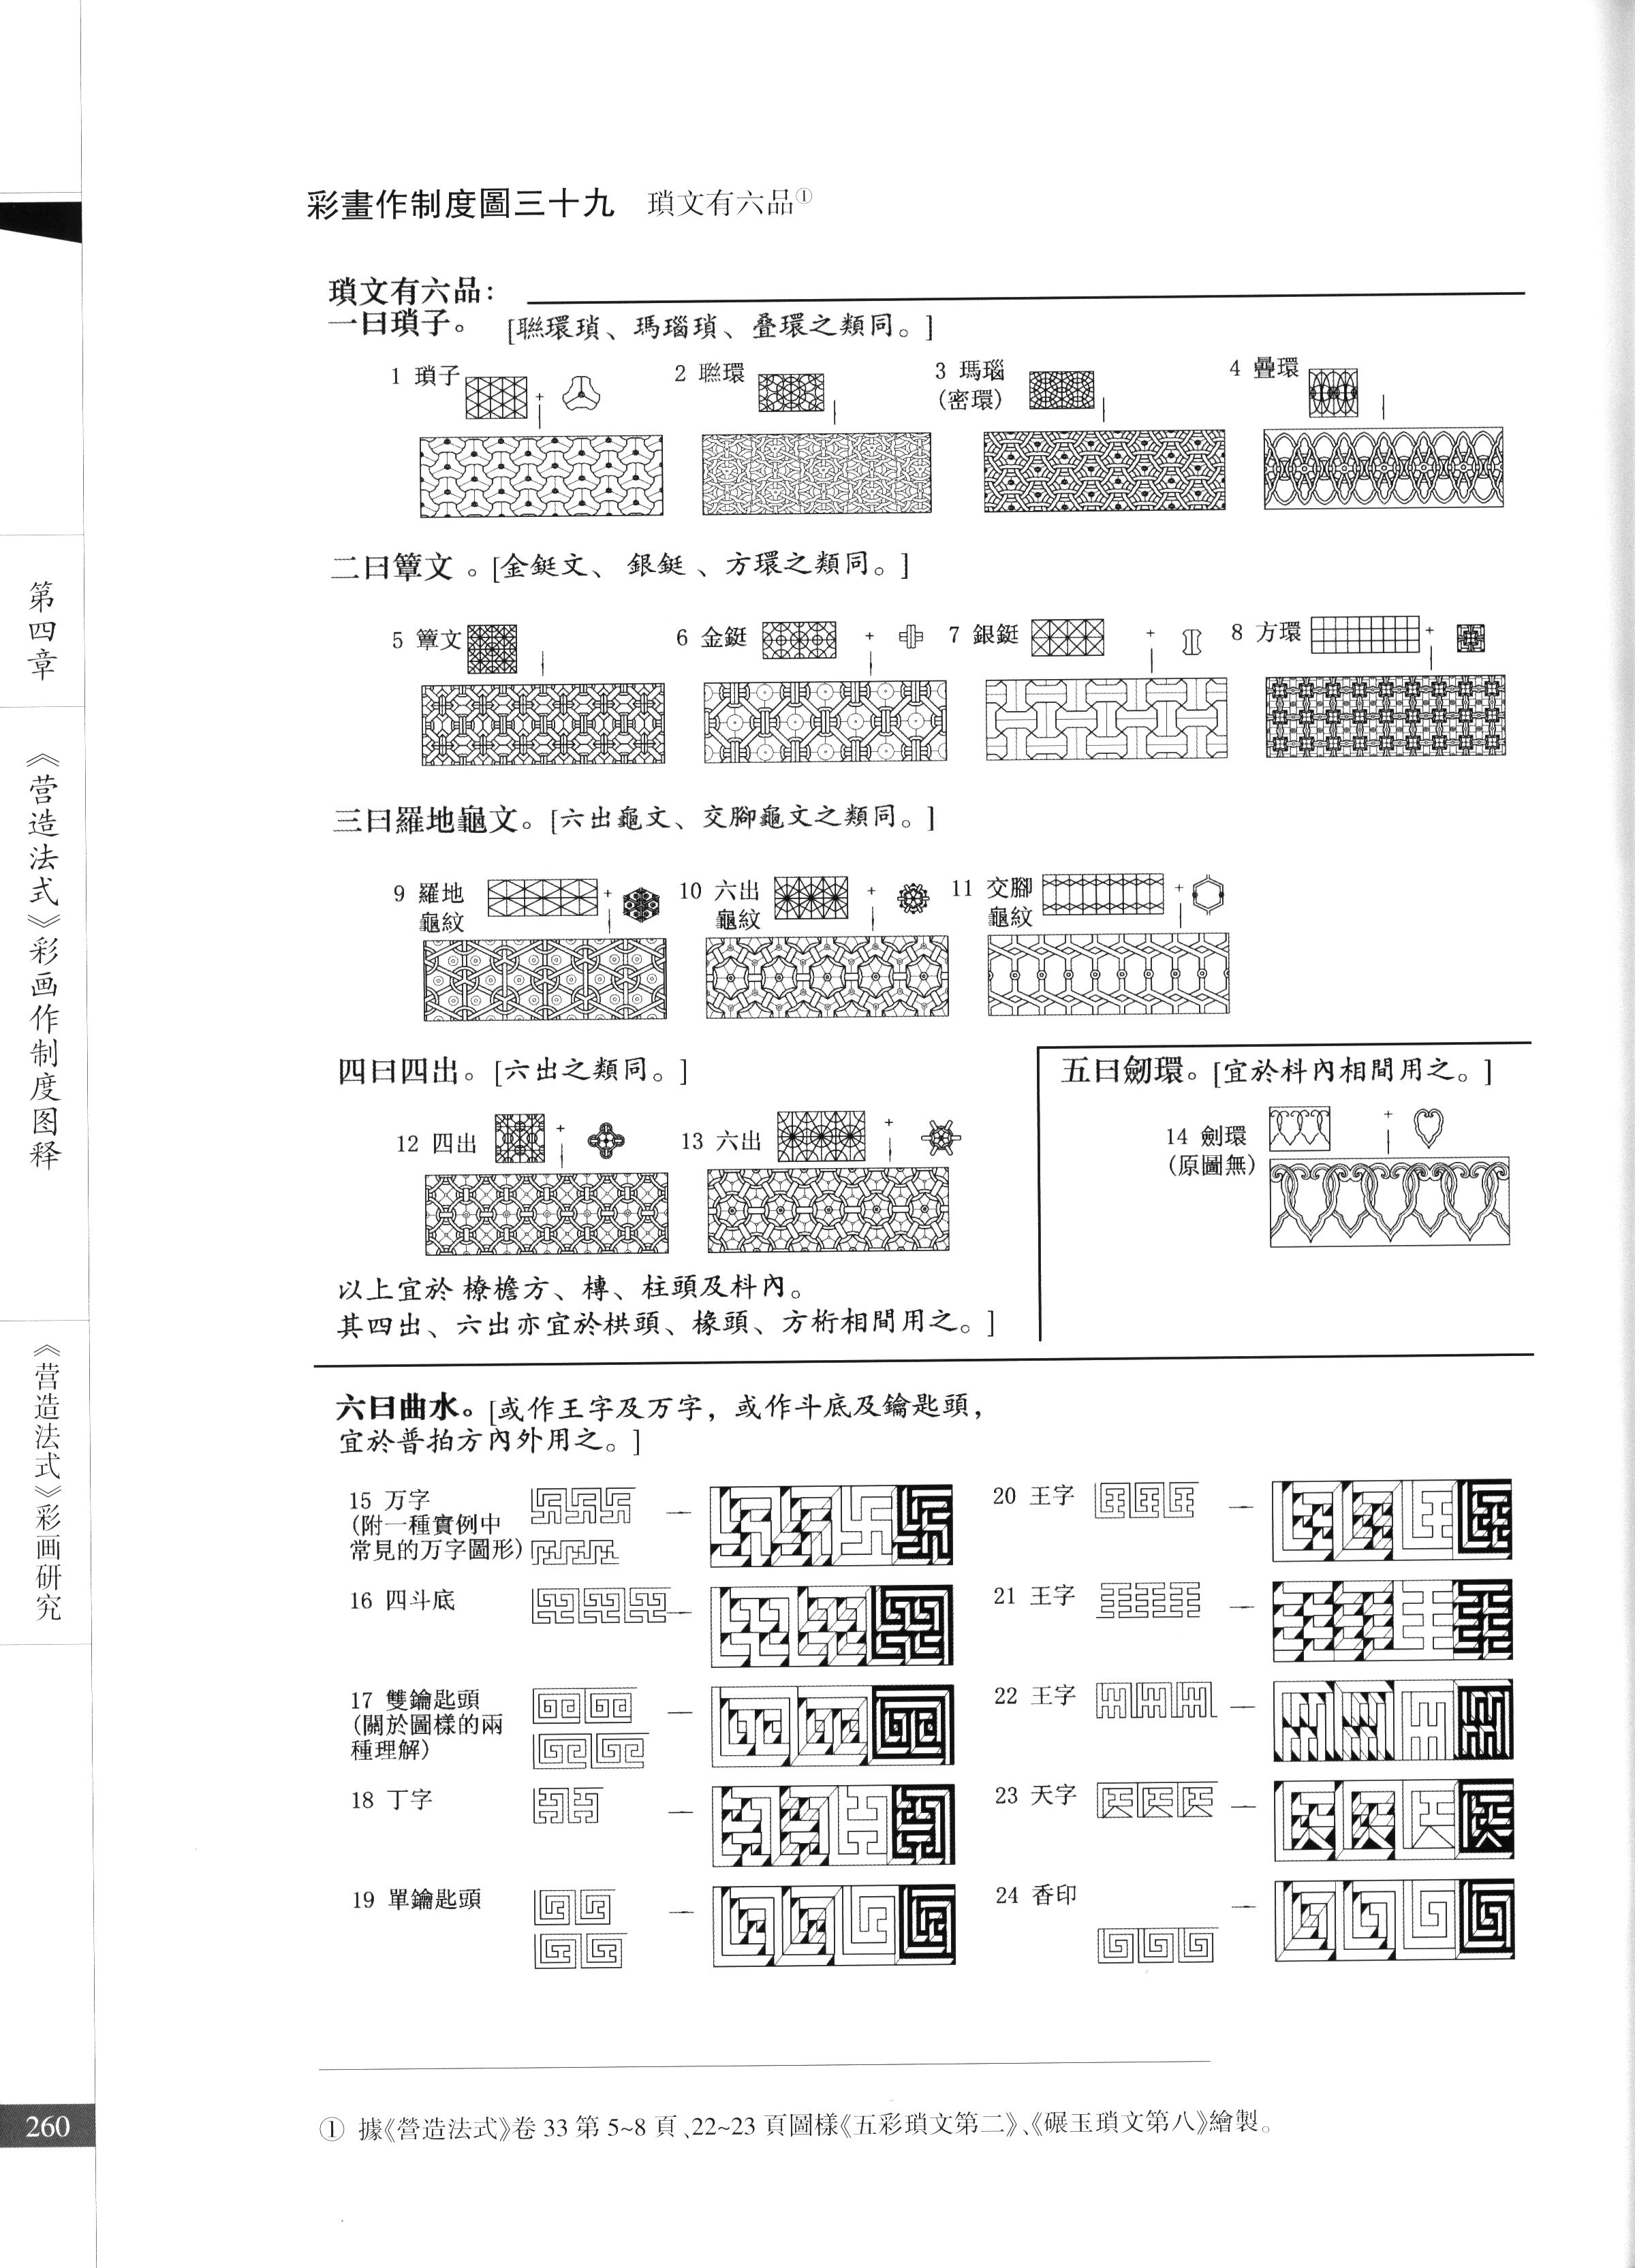 彩畫作制度圖三十九 瑣文有六品①
瑣文有六品：
一曰瑣子。 [聮環瑣、瑪瑙瑣、叠環之類同。]
1 瑣子
2 聮環
3 瑪瑙
(密環)
4 疊環
二曰簟文 。[金鋌文、 銀鋌 、方環之類同。]
5 簟文
6 金鋌
7 銀鋌
8 方環
三曰羅地龜文。[六出龜文、交腳龜文之類同。]
9 羅地
龜紋
10 六出
龜紋
11 交腳
龜紋
四曰四出。[六出之類同。]
12 四出
13 六出
以上宜於 橑檐方、槫、柱頭及枓內。
其四出、六出亦宜於栱頭、椽頭、方桁相間用之。]
五曰劒環。[宜於枓內相間用之。]
14 劍環
(原圖無)
六曰曲水。[或作王字及万字，或作斗底及鑰匙頭，
宜於普拍方內外用之。]
15 万字
(附一種實例中
常見的万字圖形)
16 四斗底
17 雙鑰匙頭
(關於圖樣的兩
種理解)
18 丁字
19 單鑰匙頭
20 王字
21 王字
22 王字
23 天字
24 香印
① 據《營造法式》卷 33 第 5~8 頁、22~23 頁圖樣《五彩瑣文第二》、《碾玉瑣文第八》繪製。
第四章
《营造法式》彩画作制度图释
《营造法式》彩画研究
260